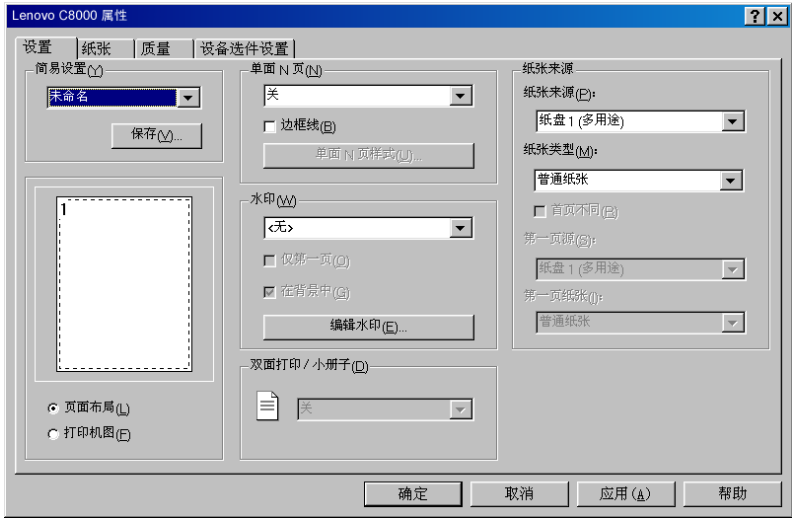 Lenovo C8000 属性
设置 纸张 质量 设备选件设置
简易设置(Y)
未命名
保存(V)...
1
页面布局(L)
打印机图(F)
单面 N 页(N)
关
边框线(B)
单面 N 页样式(U)...
水印(W)
<无>
仅第一页(O)
在背景中(G)
编辑水印(E)...
双面打印 / 小册子(D)
关
纸张来源
纸张来源(P):
纸盘 1 (多用途)
纸张类型(M):
普通纸张
首页不同(R)
第一页源(S):
纸盘 1 (多用途)
第一页纸张(I):
普通纸张
确定 取消 应用(A) 帮助